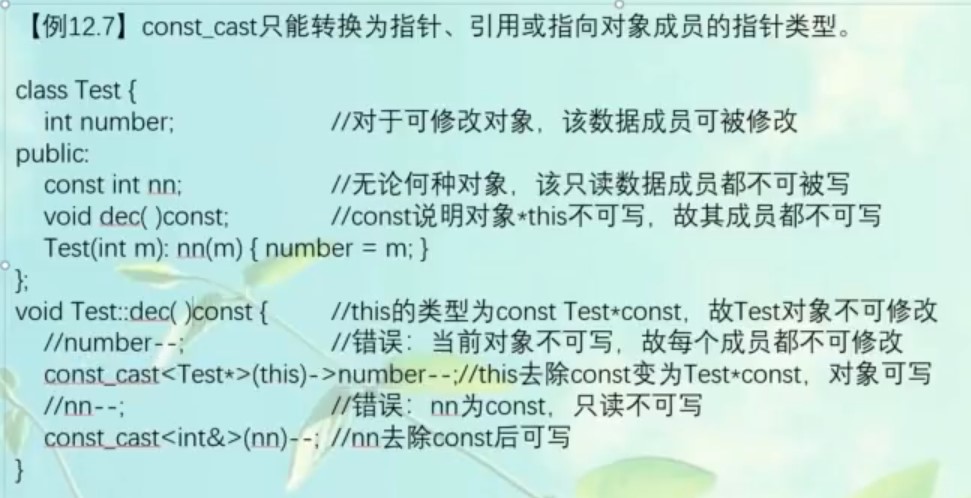 【例12.7】const_cast只能转换为指针、引用或指向对象成员的指针类型。
class Test {
int number; //对于可修改对象，该数据成员可被修改
public:
const int nn; //无论何种对象，该只读数据成员都不可被写
void dec( )const; //const说明对象*this不可写，故其成员都不可写
Test(int m): nn(m) { number = m; }
};
void Test::dec( )const { //this的类型为const Test*const，故Test对象不可修改
//number--; //错误：当前对象不可写，故每个成员都不可修改
const_cast<Test*>(this)->number--;//this去除const变为Test*const，对象可写
//nn--; //错误：nn为const，只读不可写
const_cast<int&>(nn)--; //nn去除const后可写
}